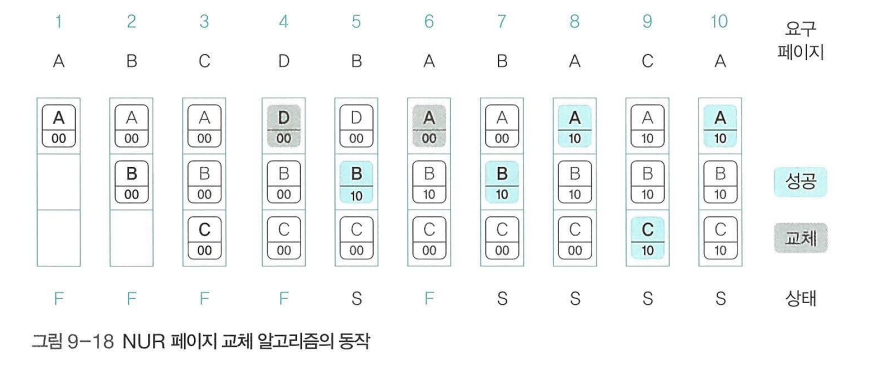 1 2 3 4 5 6 7 8 9 10 요구
페이지
A B C D B A B A C A
A A A D D A A A A A
00 00 00 00 00 00 00 10 10 10
B B B B B B B B B
00 00 00 10 10 10 10 10 10
성공
C C C C C C C C
00 00 00 00 00 00 10 10
교체
F F F F S F S S S S 상태
그림 9-18 NUR 페이지 교체 알고리즘의 동작